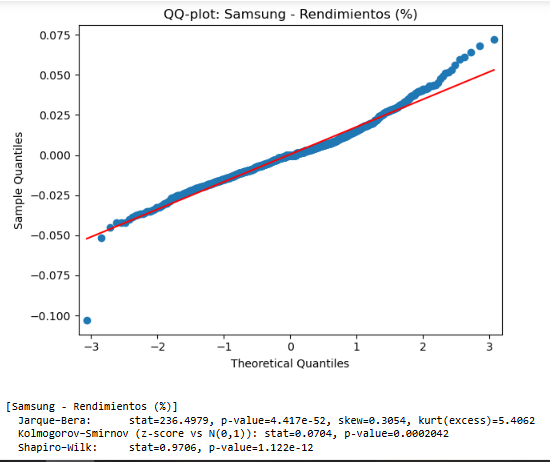 QQ-plot: Samsung - Rendimientos (%)
0.075
0.050
0.025
0.000
−0.025
−0.050
−0.075
−0.100
Sample Quantiles
−3 −2 −1 0 1 2 3
Theoretical Quantiles
[Samsung - Rendimientos (%)]
Jarque-Bera: stat=236.4979, p-value=4.417e-52, skew=0.3054, kurt(excess)=5.4062
Kolmogorov-Smirnov (z-score vs N(0,1)): stat=0.0704, p-value=0.0002042
Shapiro-Wilk: stat=0.9706, p-value=1.122e-12